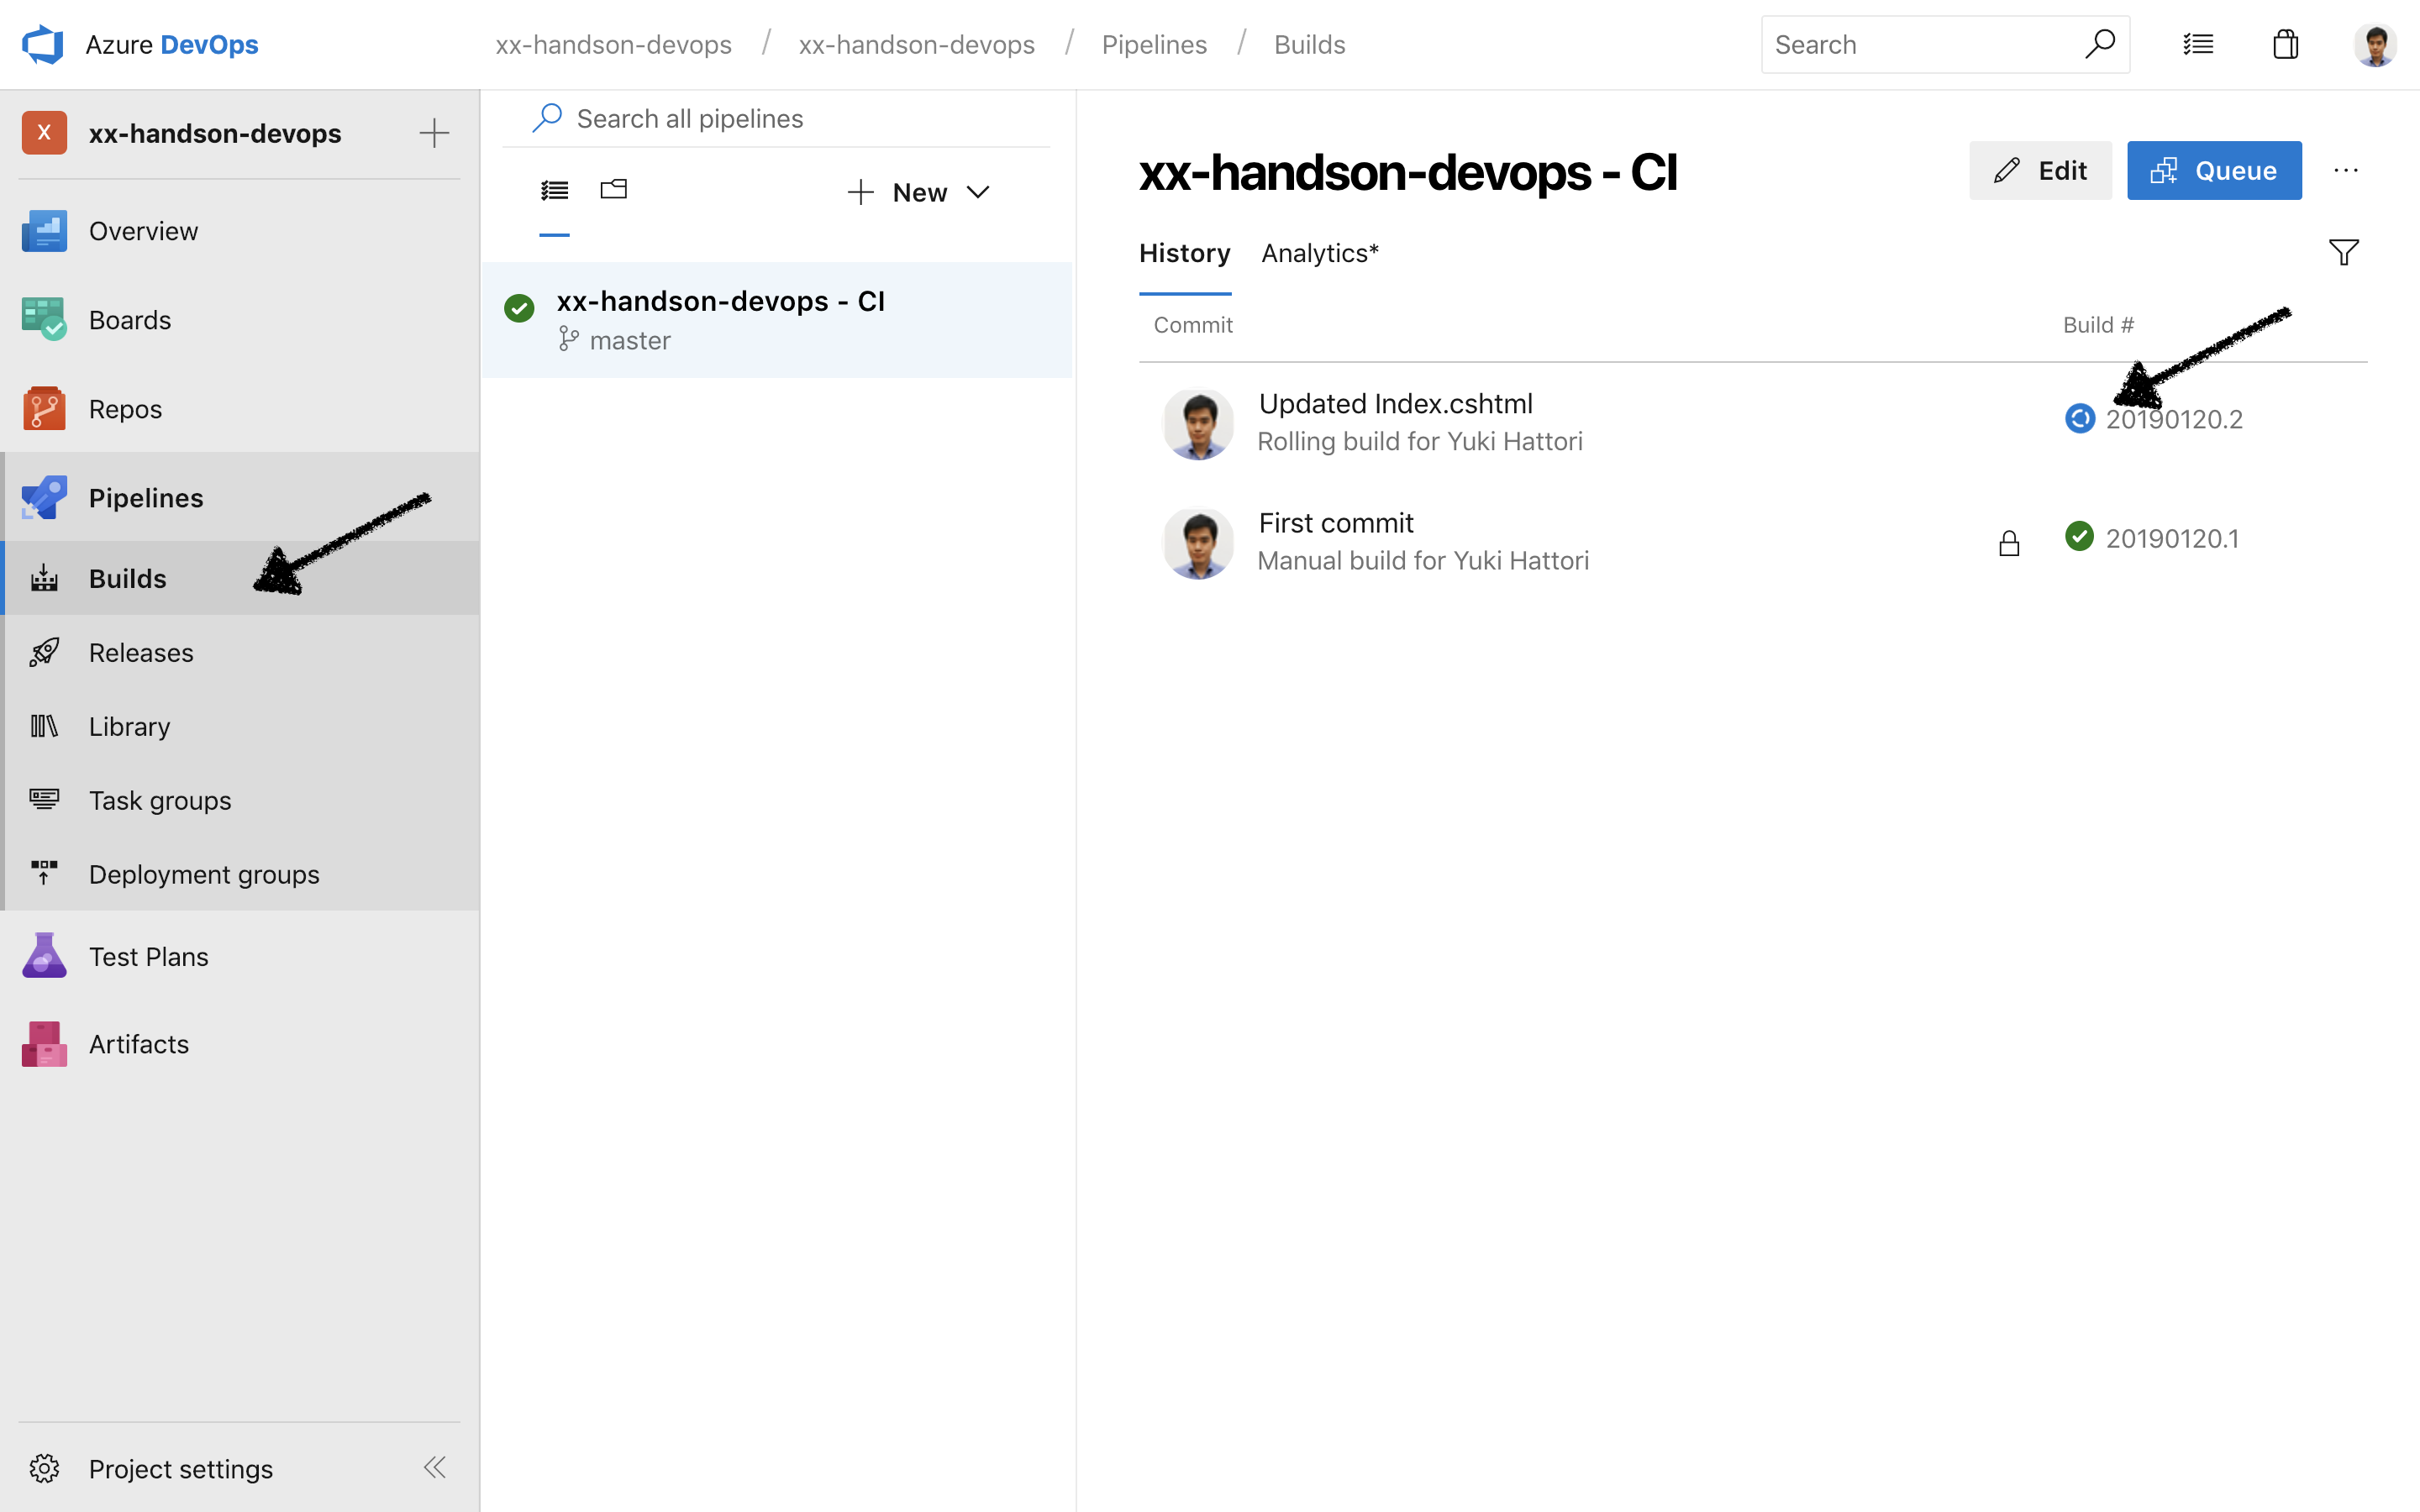 Azure DevOps
xx-handson-devops / xx-handson-devops / Pipelines / Builds
Search
X
xx-handson-devops
Overview
Boards
Repos
Pipelines
Builds
Releases
Library
Task groups
Deployment groups
Test Plans
Artifacts
Project settings
Search all pipelines
New
xx-handson-devops - CI
master
xx-handson-devops - CI
Edit
Queue
...
History
Analytics*
Commit
Build #
Updated Index.cshtml
20190120.2
Rolling build for Yuki Hattori
First commit
20190120.1
Manual build for Yuki Hattori